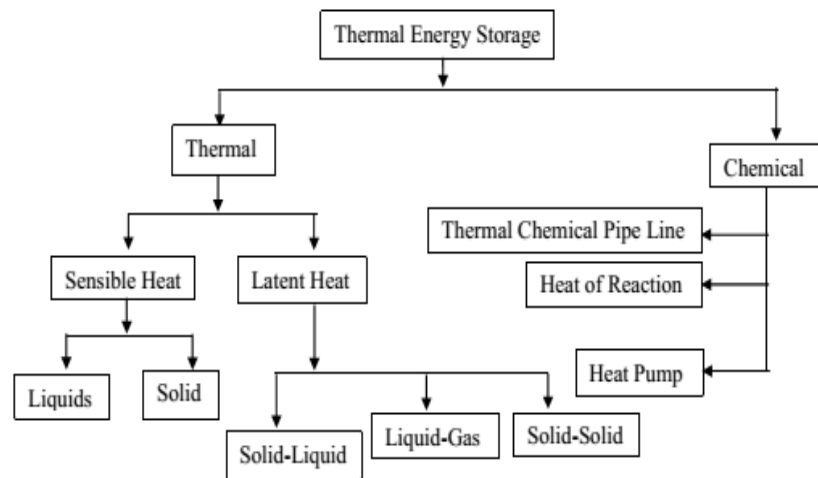 Thermal Energy Storage
Thermal
Chemical
Thermal Chemical Pipe Line
Sensible Heat
Latent Heat
Heat of Reaction
Liquids
Solid
Heat Pump
Solid-Liquid
Liquid-Gas
Solid-Solid